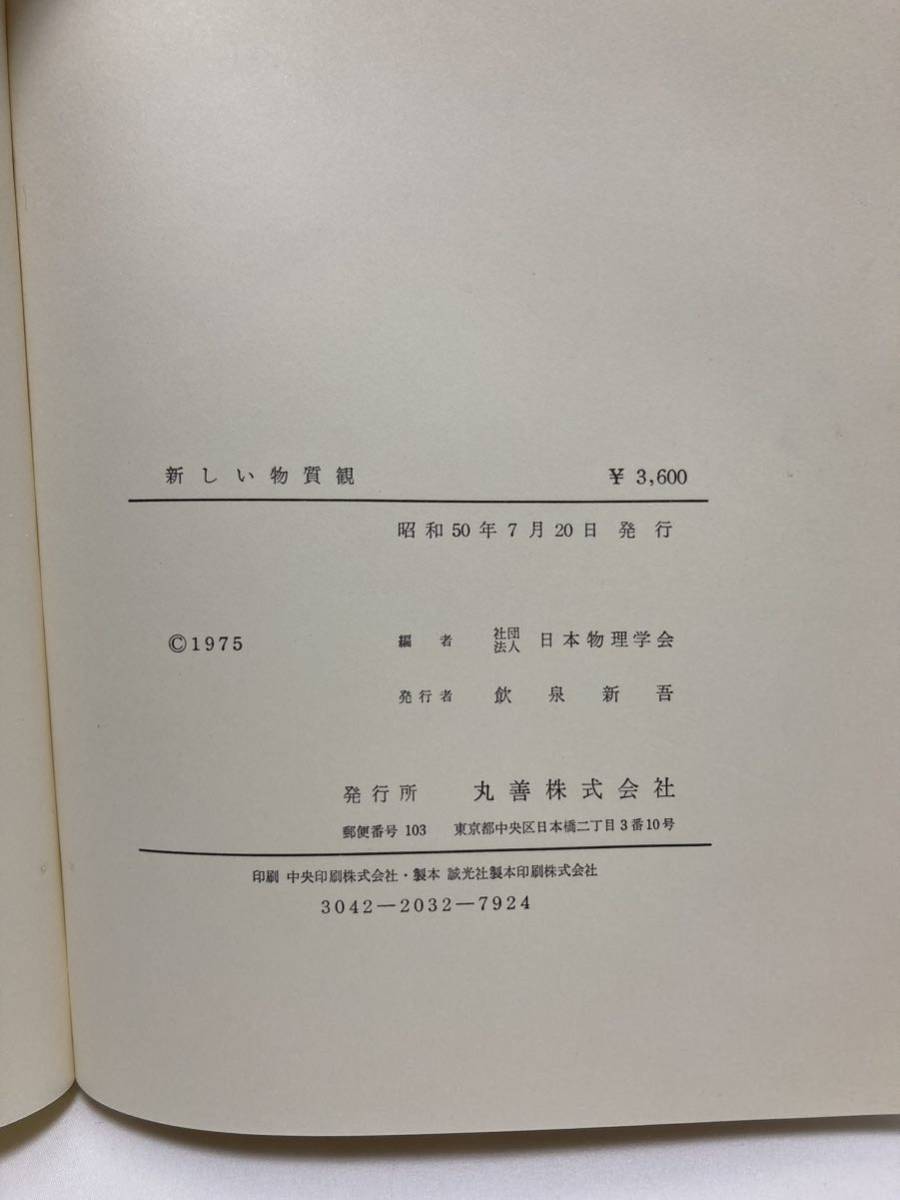 新しい物質観 ¥ 3,600
昭和50年7月20日 発行
©1975 編者 社団法人 日本物理学会
発行者 飲泉新吾
発行所 丸善株式会社
郵便番号 103 東京都中央区日本橋二丁目3番10号
印刷 中央印刷株式会社・製本 誠光社製本印刷株式会社
3042—2032—7924